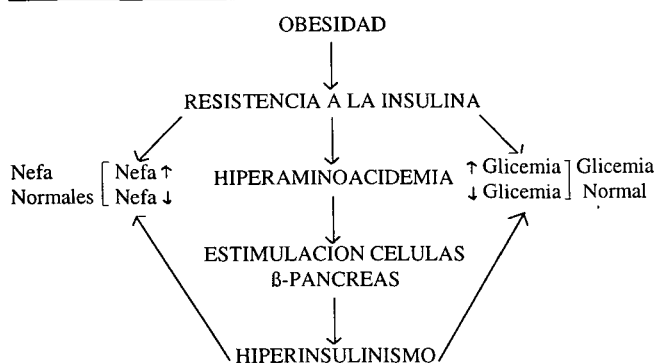 OBESIDAD
RESISTENCIA A LA INSULINA
Nefa Normales [ Nefa ↑ Nefa ↓
HIPERAMINOACIDEMIA
↑ Glicemia ↓ Glicemia ] Glicemia Normal
ESTIMULACION CELULAS
ß-PANCREAS
HIPERINSULINISMO